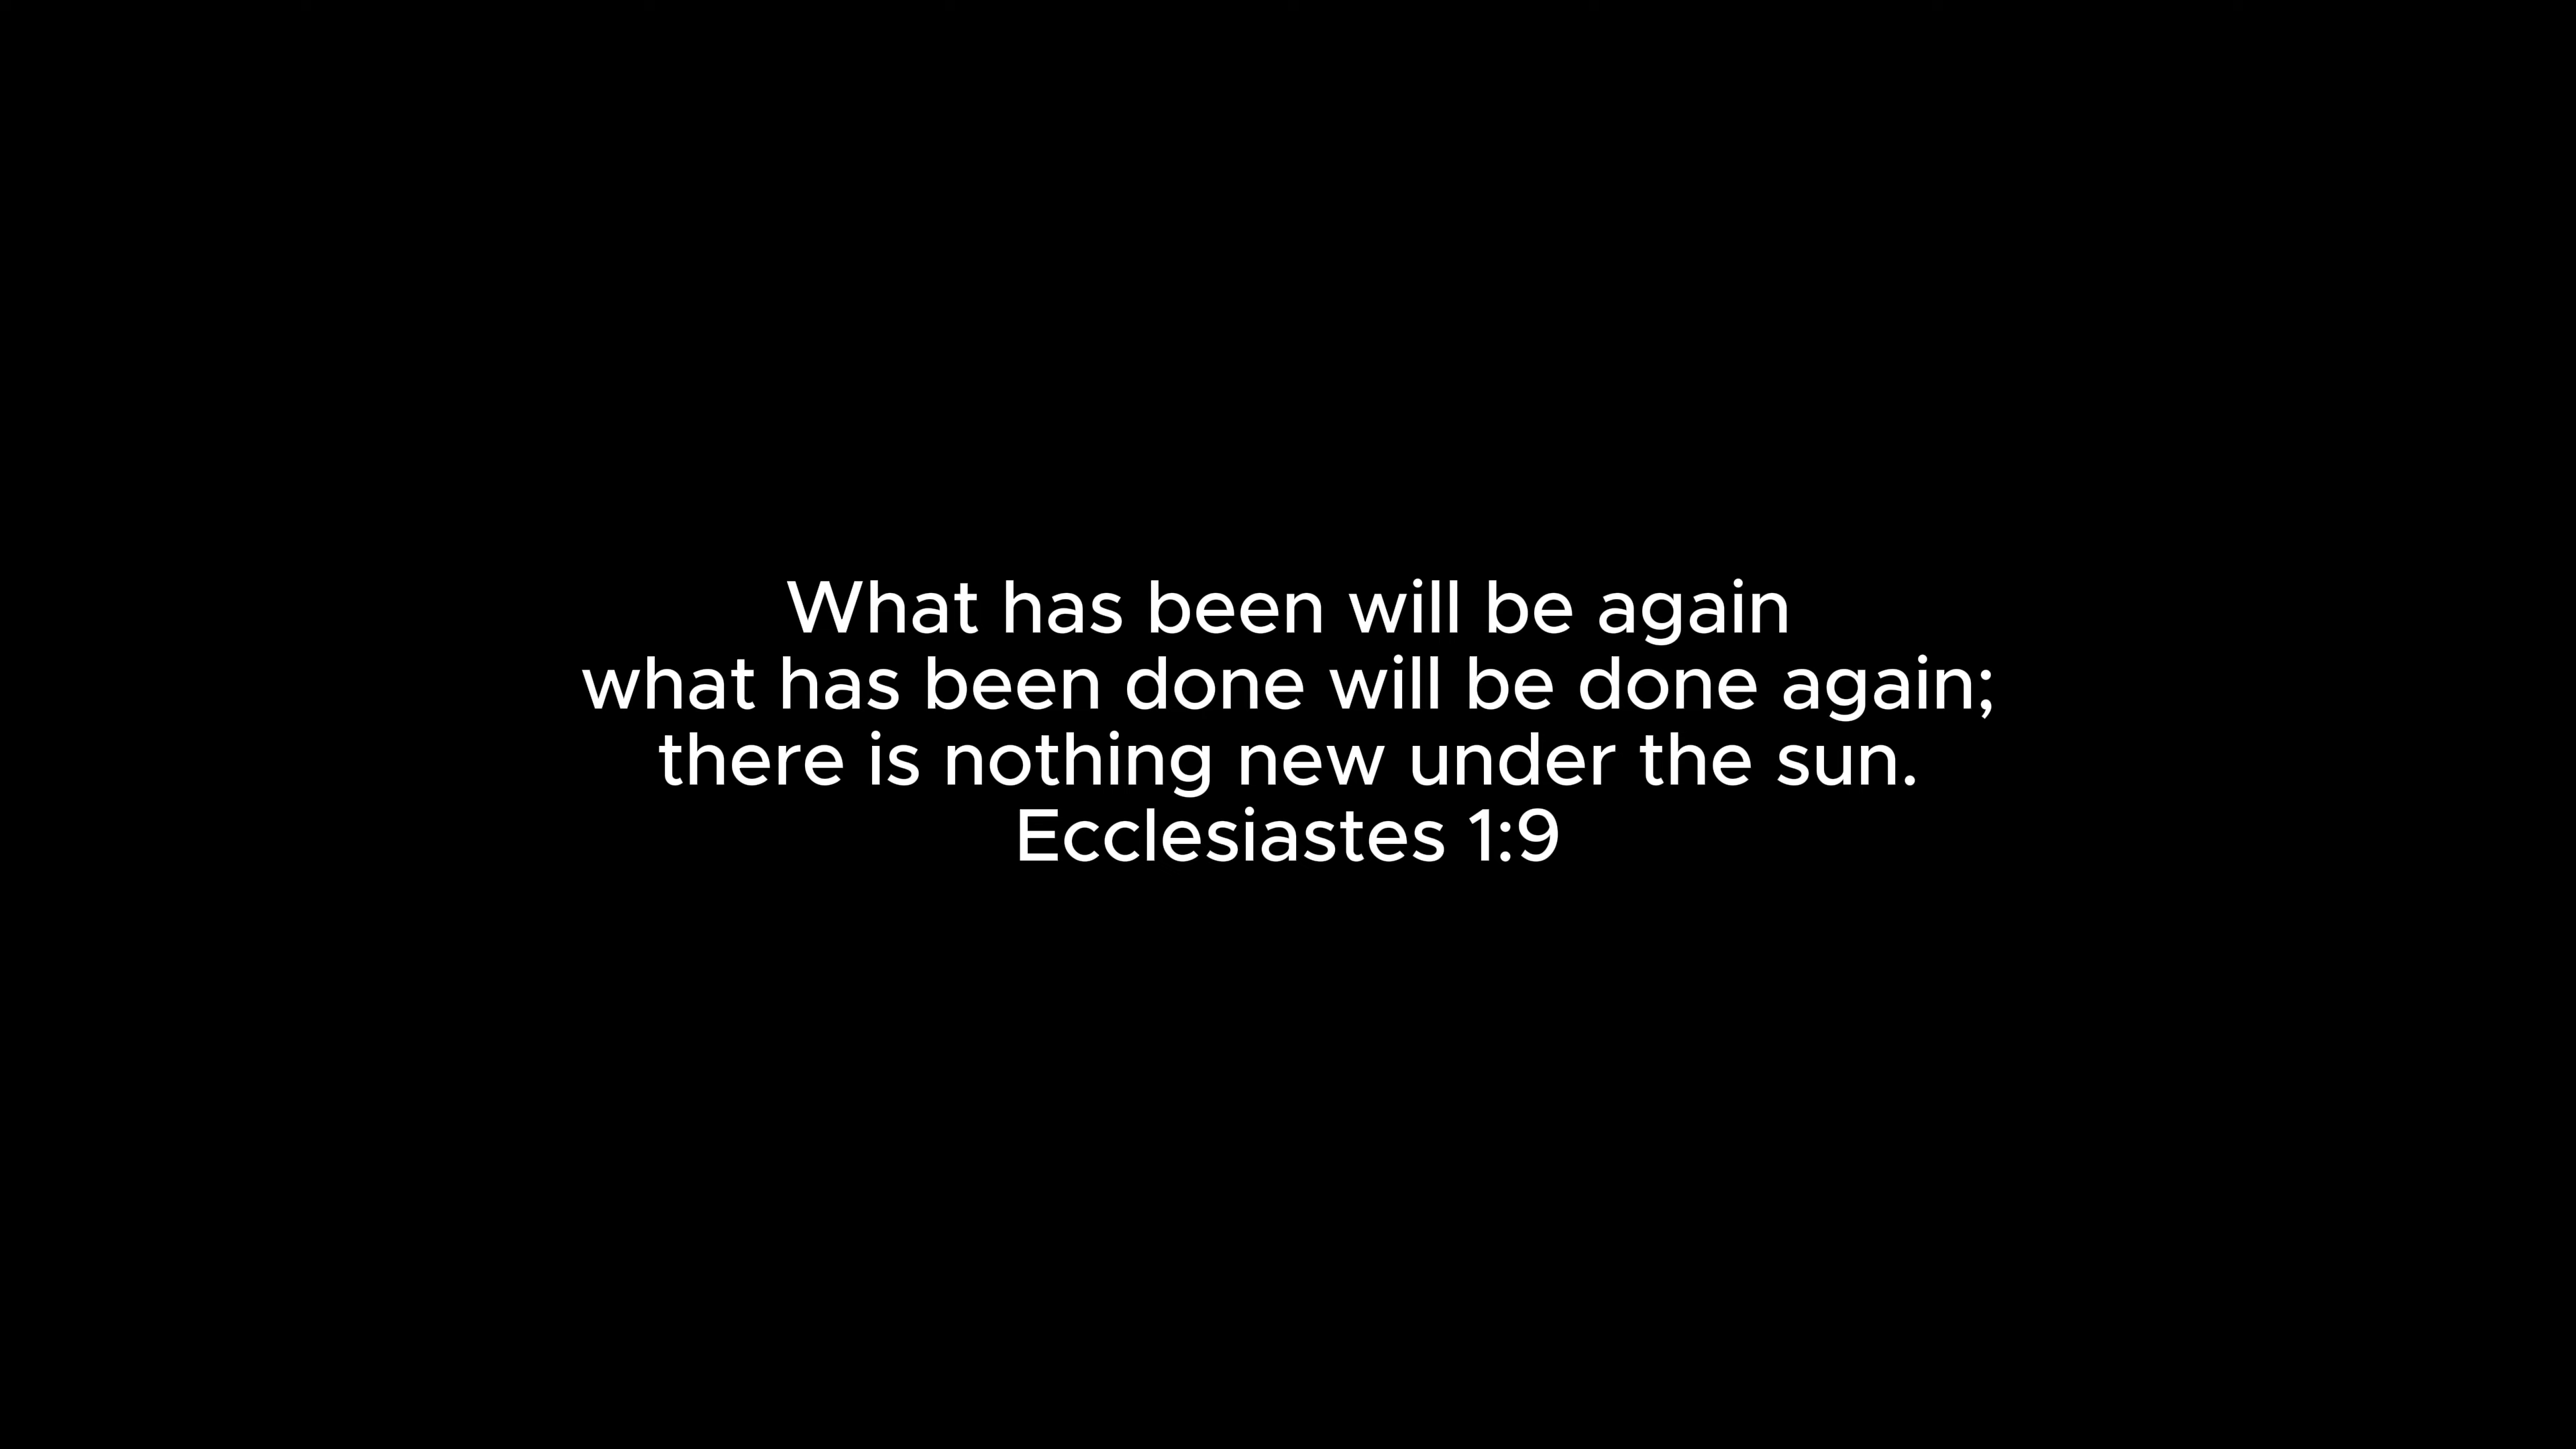 What has been will be again
what has been done will be done again;
there is nothing new under the sun.
Ecclesiastes 1:9